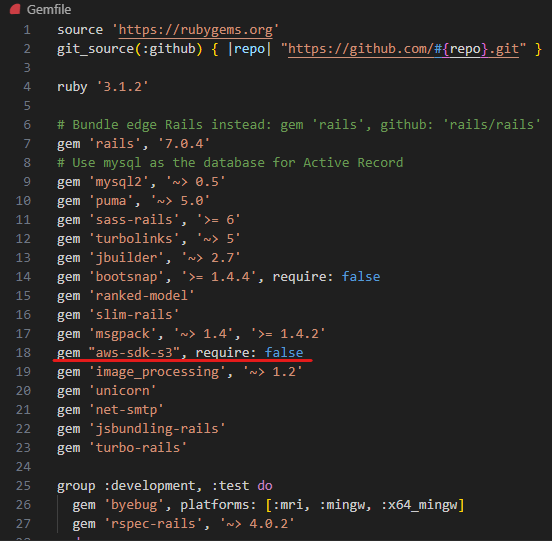 Gemfile
1 source 'https://rubygems.org'
2 git_source(:github) { |repo| "https://github.com/#{repo}.git" }
3
4 ruby '3.1.2'
5
6 # Bundle edge Rails instead: gem 'rails', github: 'rails/rails'
7 gem 'rails', '7.0.4'
8 # Use mysql as the database for Active Record
9 gem 'mysql2', '~> 0.5'
10 gem 'puma', '~> 5.0'
11 gem 'sass-rails', '>= 6'
12 gem 'turbolinks', '~> 5'
13 gem 'jbuilder', '~> 2.7'
14 gem 'bootsnap', '>= 1.4.4', require: false
15 gem 'ranked-model'
16 gem 'slim-rails'
17 gem 'msgpack', '~> 1.4', '>= 1.4.2'
18 gem "aws-sdk-s3", require: false
19 gem 'image_processing', '~> 1.2'
20 gem 'unicorn'
21 gem 'net-smtp'
22 gem 'jsbundling-rails'
23 gem 'turbo-rails'
24
25 group :development, :test do
26 gem 'byebug', platforms: [:mri, :mingw, :x64_mingw]
27 gem 'rspec-rails', '~> 4.0.2'